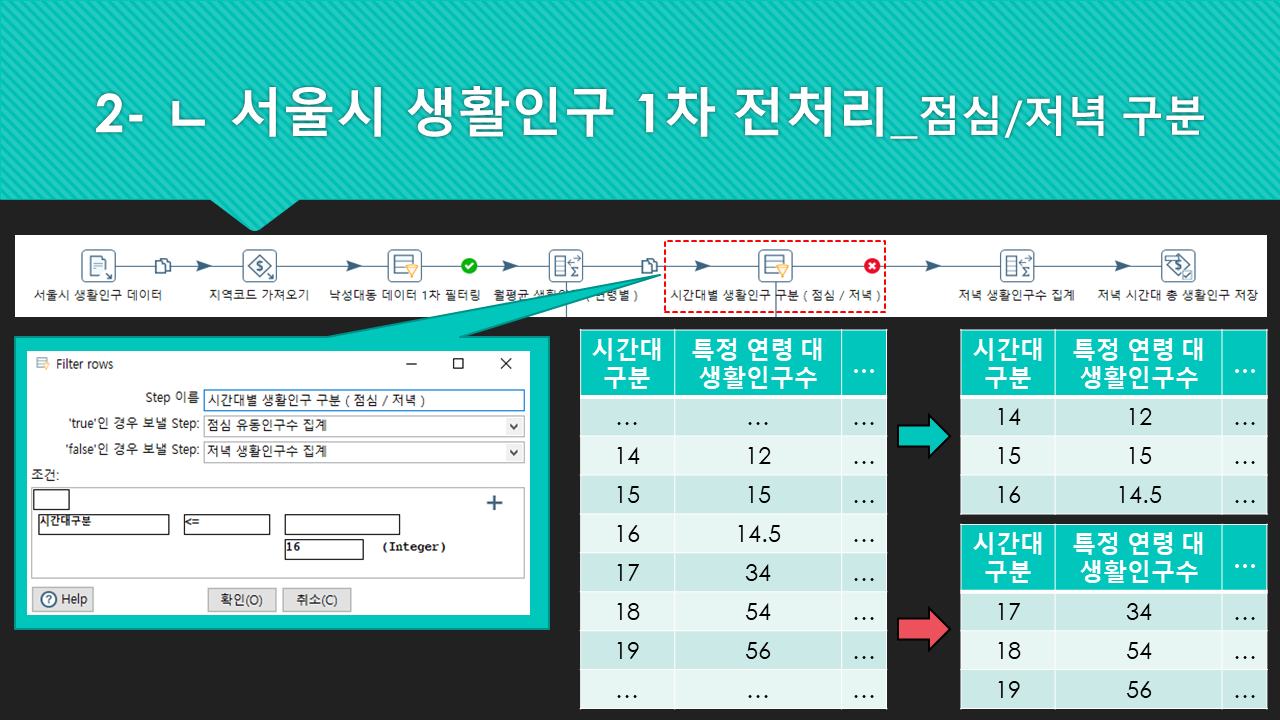 2- ㄴ 서울시 생활인구 1차 전처리_점심/저녁 구분
서울시 생활인구 데이터
지역코드 가져오기
낙성대동 데이터 1차 필터링
월평균 생활인 ( 연령별 )
시간대별 생활인구 구분 ( 점심 / 저녁 )
저녁 생활인구수 집계
저녁 시간대 총 생활인구 저장
Filter rows
Step 이름 시간대별 생활인구 구분 ( 점심 / 저녁 )
'true'인 경우 보낼 Step: 점심 유동인구수 집계
'false'인 경우 보낼 Step: 저녁 생활인구수 집계
조건:
시간대구분 <=
16 (Integer)
Help 확인(O) 취소(C)
시간대 특정 연령 대 …
구분 생활인구수
… … …
14 12 …
15 15 …
16 14.5 …
17 34 …
18 54 …
19 56 …
… … …
시간대 특정 연령 대 …
구분 생활인구수
14 12 …
15 15 …
16 14.5 …
시간대 특정 연령 대 …
구분 생활인구수
17 34 …
18 54 …
19 56 …